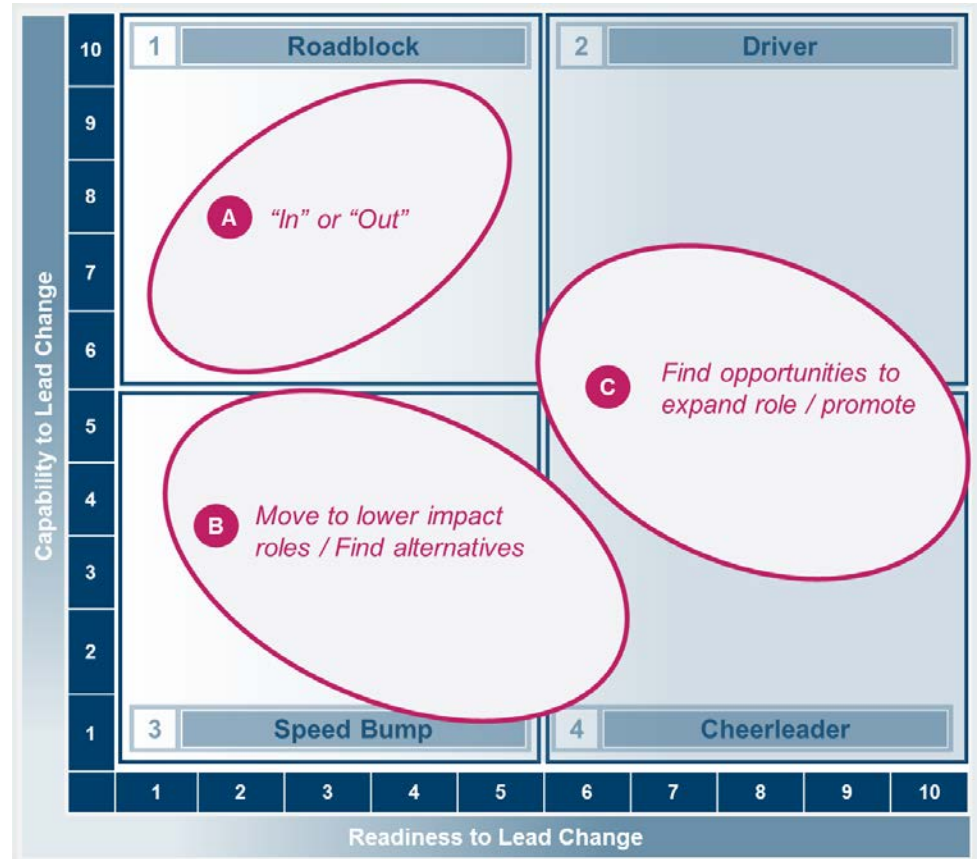 1 Roadblock
2 Driver
10
9
8
7
6
5
4
3
2
1
Capability to Lead Change
A
“In” or “Out”
C
Find opportunities to
expand role / promote
B
Move to lower impact
roles / Find alternatives
3 Speed Bump
4 Cheerleader
1 2 3 4 5 6 7 8 9 10
Readiness to Lead Change